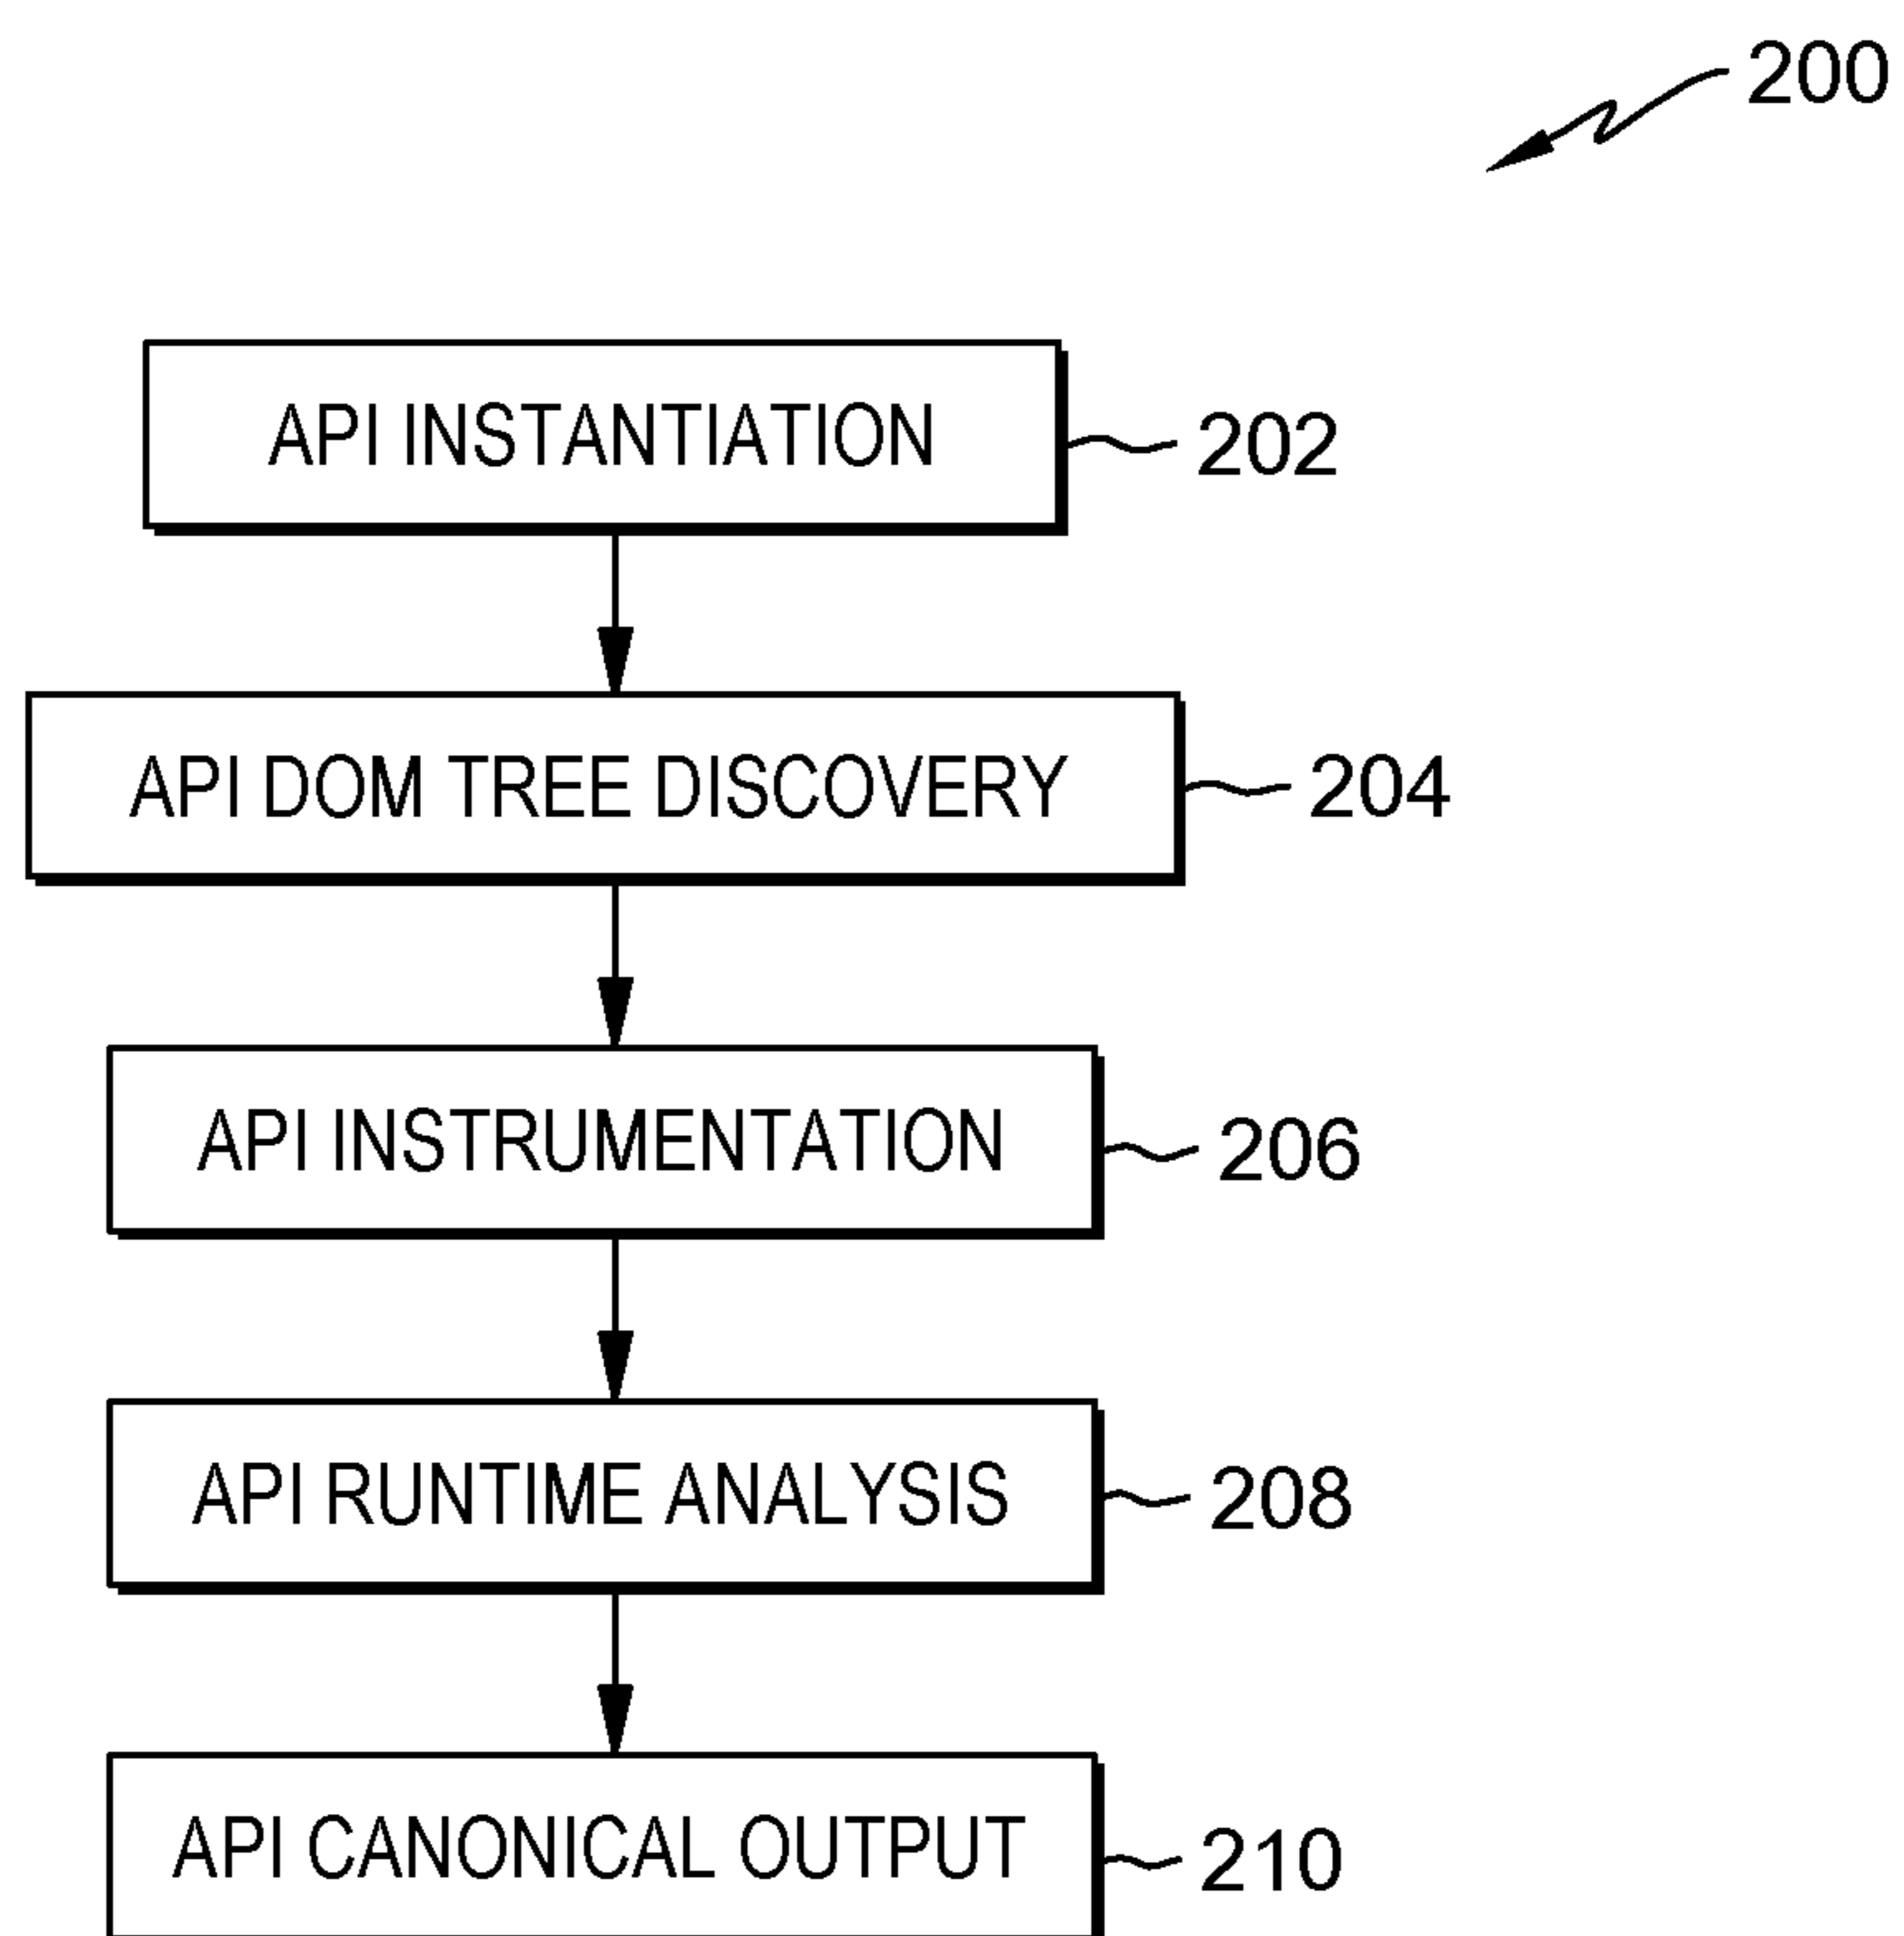 200
API INSTANTIATION 202
API DOM TREE DISCOVERY 204
API INSTRUMENTATION 206
API RUNTIME ANALYSIS 208
API CANONICAL OUTPUT 210